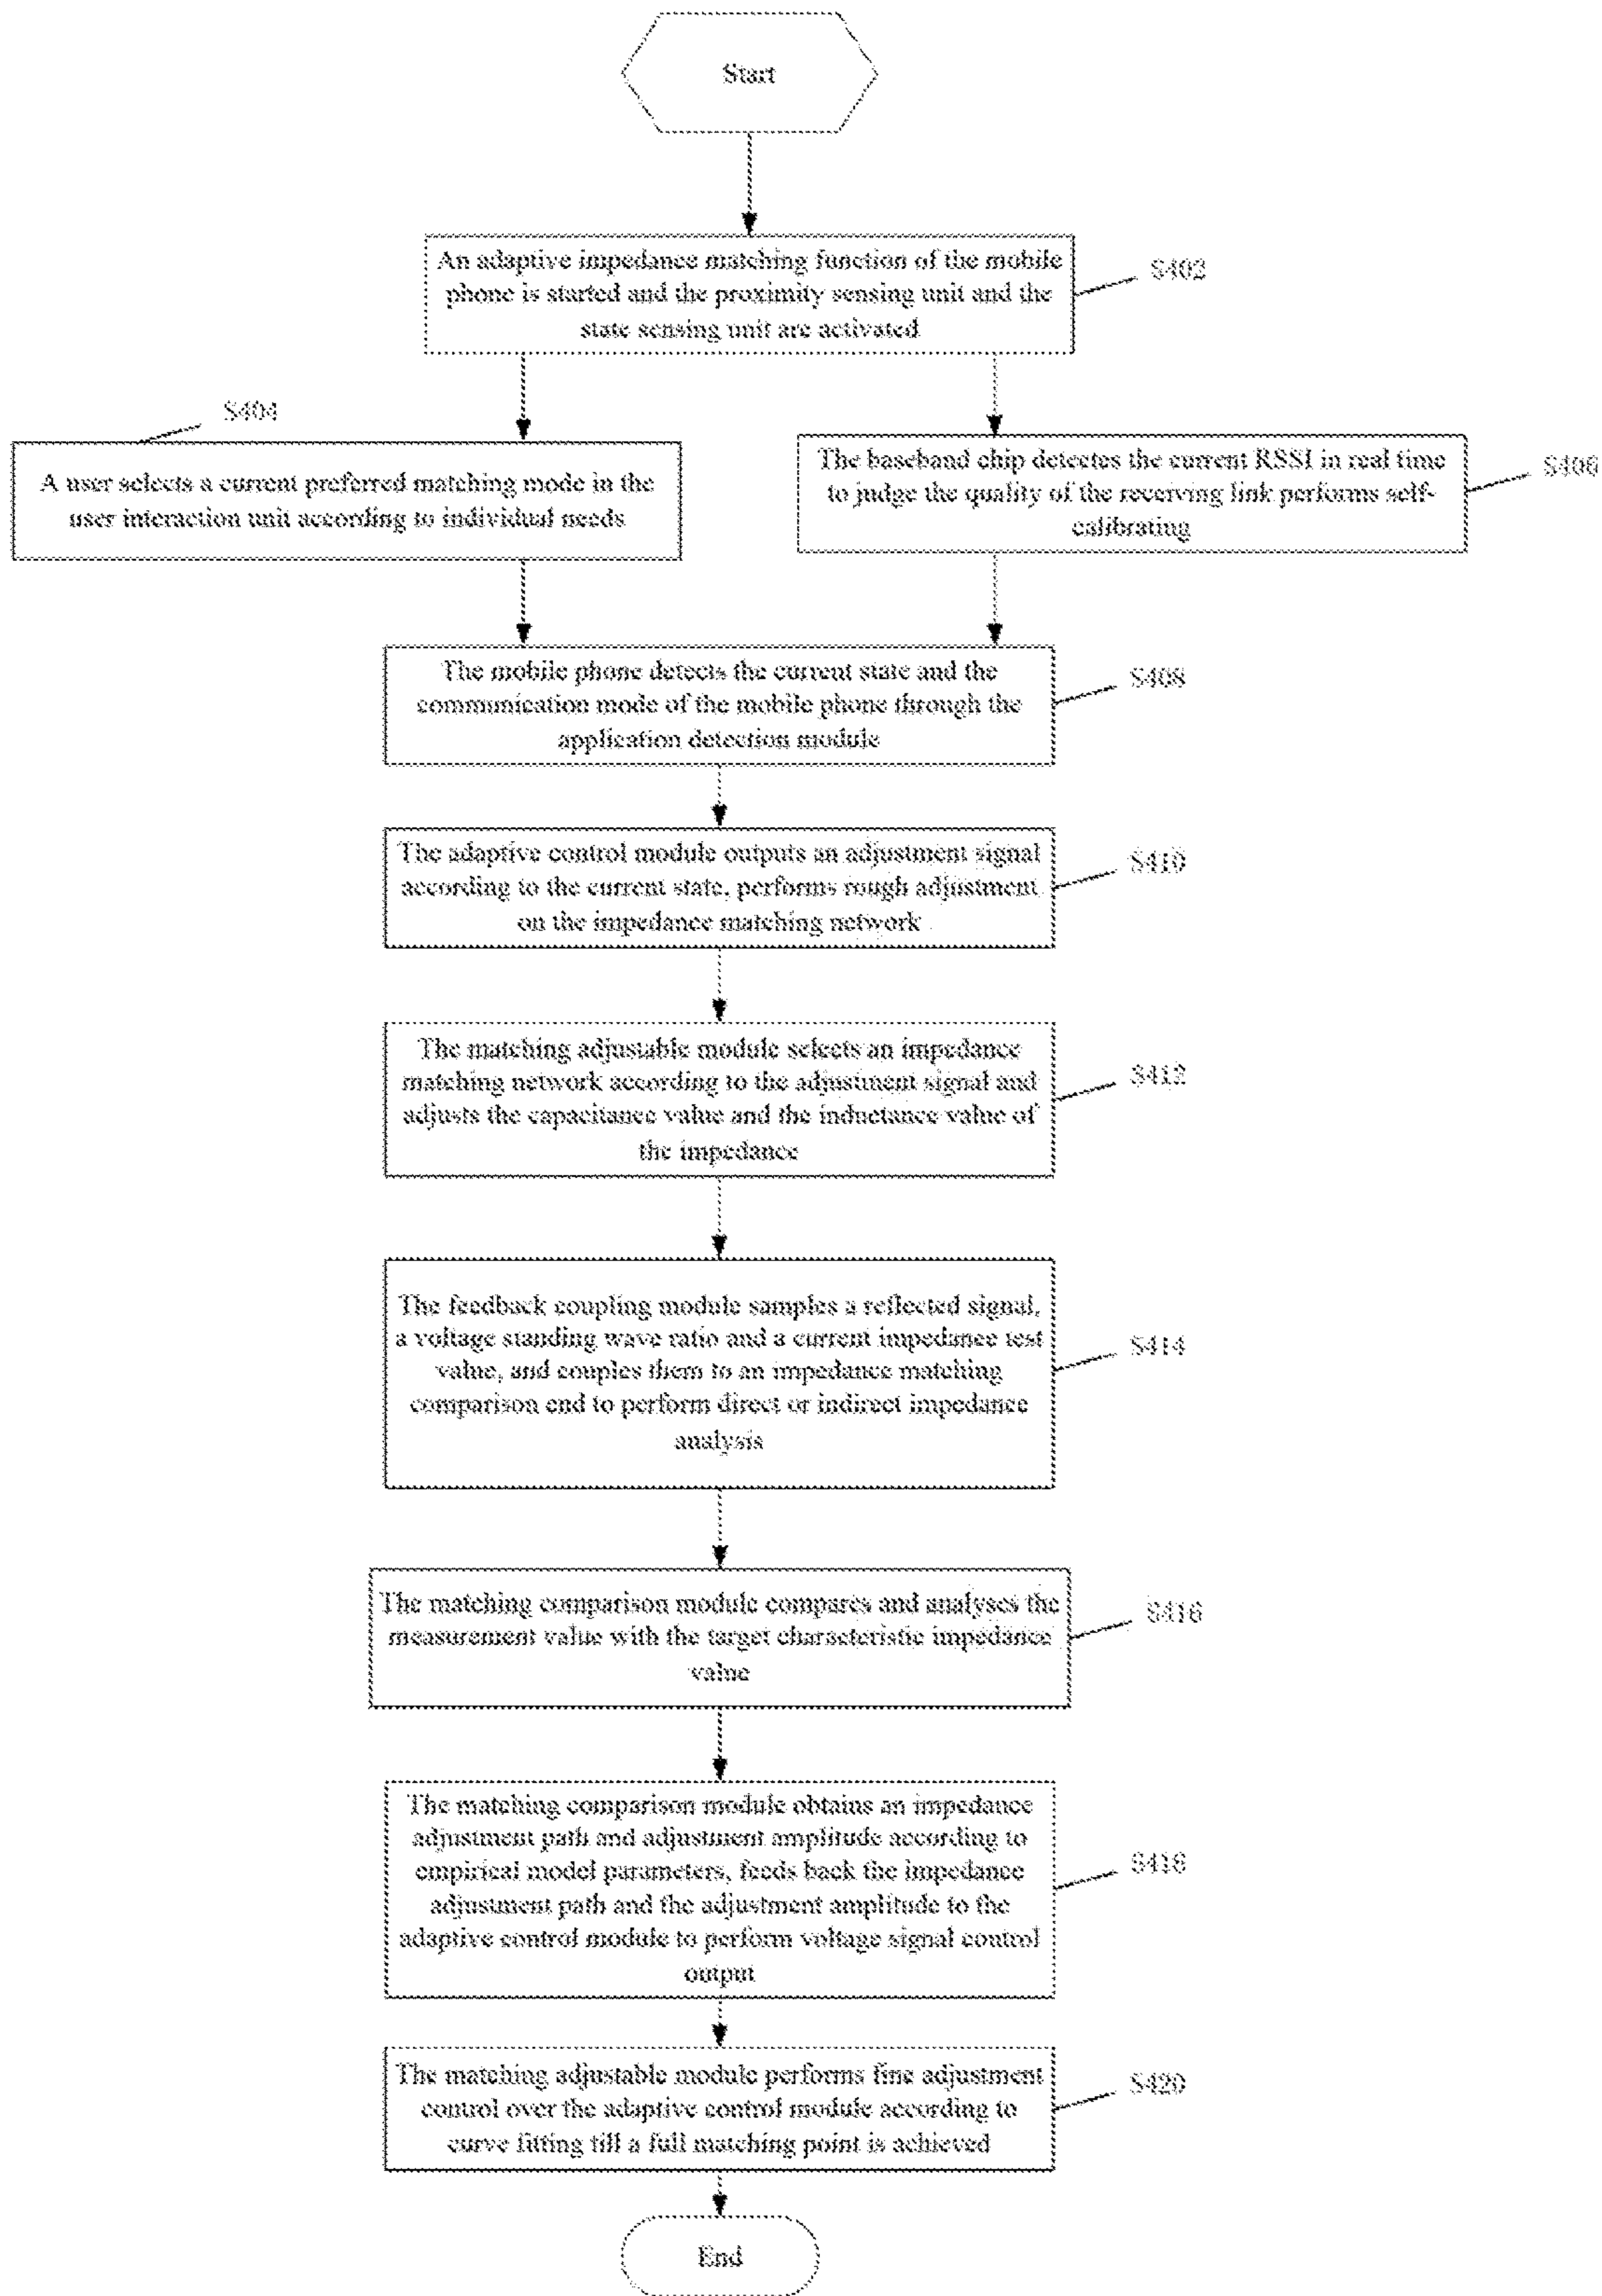 Start
An adaptive impedance matching function of the mobile
phone is started and the proximity sensing unit and the
state sensing unit are activated
S402
S404
A user selects a current preferred matching mode in the
user interaction unit according to individual needs
The baseband chip detectes the current RSSI in real time
to judge the quality of the receiving link performs self-
calibrating
S406
The mobile phone detects the current state and the
communication mode of the mobile phone through the
application detection module
S408
The adaptive control module outputs an adjustment signal
according to the current state, performs rough adjustment
on the impedance matching network
S410
The matching adjustable module selects an impedance
matching network according to the adjustment signal and
adjusts the capacitance value and the inductance value of
the impedance
S412
The feedback coupling module samples a reflected signal,
a voltage standing wave ratio and a current impedance test
value, and couples them to an impedance matching
comparison end to perform direct or indirect impedance
analysis
S414
The matching comparison module compares and analyses the
measurement value with the target characteristic impedance
value
S416
The matching comparison module obtains an impedance
adjustment path and adjustment amplitude according to
empirical model parameters, feeds back the impedance
adjustment path and the adjustment amplitude to the
adaptive control module to perform voltage signal control
output
S418
The matching adjustable module performs fine adjustment
control over the adaptive control module according to
curve fitting till a full matching point is achieved
S420
End